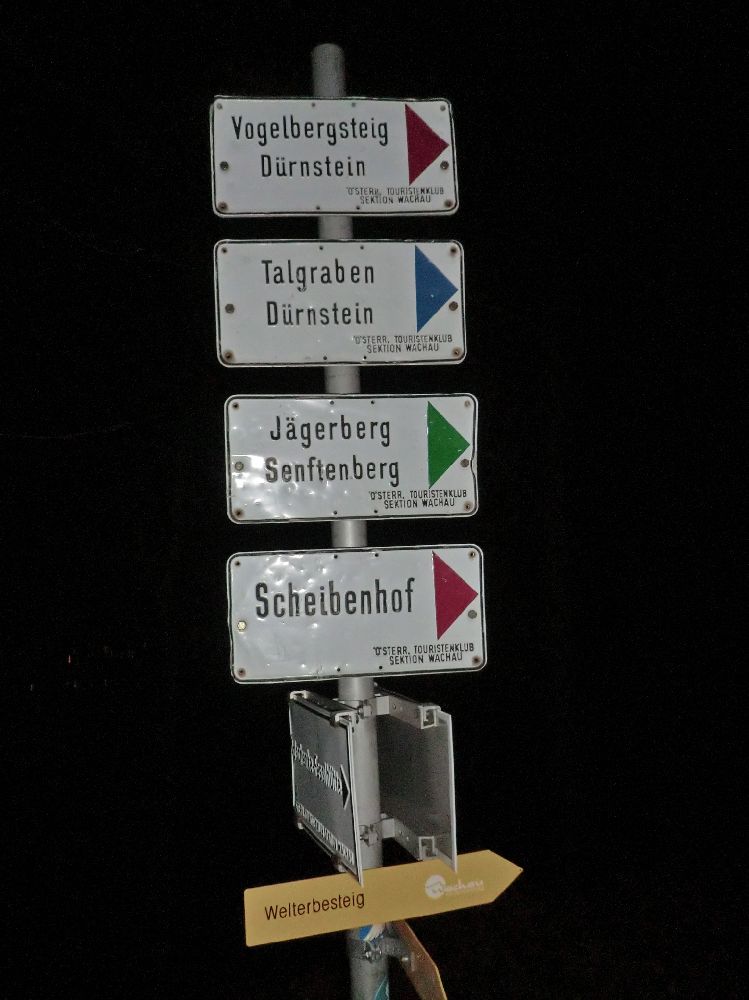 Vogelbergsteig
Dürnstein
ÖSTERR. TOURISTENKLUB
SEKTION WACHAU
Talgraben
Dürnstein
ÖSTERR. TOURISTENKLUB
SEKTION WACHAU
Jägerberg
Senftenberg
ÖSTERR. TOURISTENKLUB
SEKTION WACHAU
Scheibenhof
ÖSTERR. TOURISTENKLUB
SEKTION WACHAU
Wachau
Welterbesteig